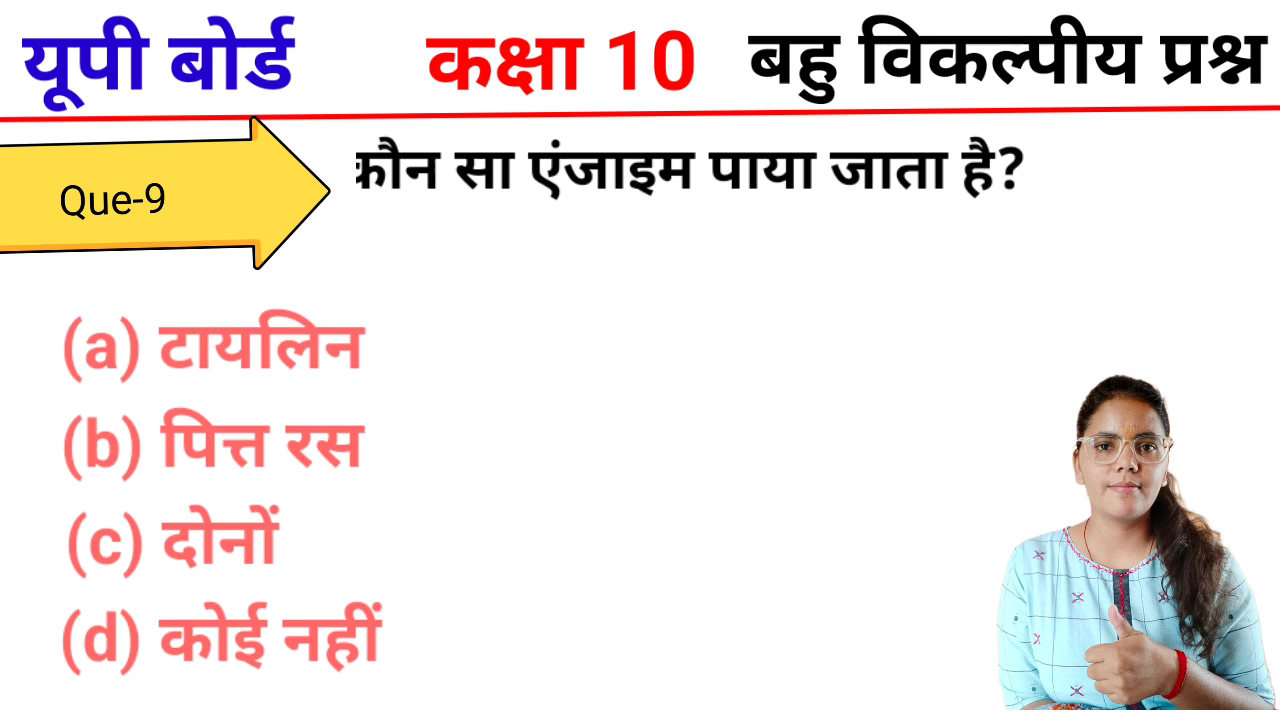 यूपी बोर्ड कक्षा 10 बहु विकल्पीय प्रश्न
Que-9 कौन सा एंजाइम पाया जाता है?
(a) टायलिन
(b) पित्त रस
(c) दोनों
(d) कोई नहीं